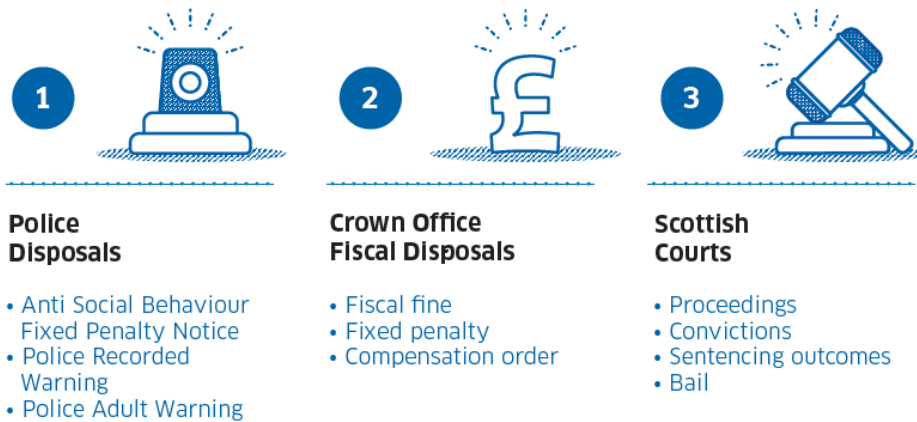 1
Police
Disposals
• Anti Social Behaviour
Fixed Penalty Notice
• Police Recorded
Warning
• Police Adult Warning
2
£
Crown Office
Fiscal Disposals
• Fiscal fine
• Fixed penalty
• Compensation order
3
Scottish
Courts
• Proceedings
• Convictions
• Sentencing outcomes
• Bail